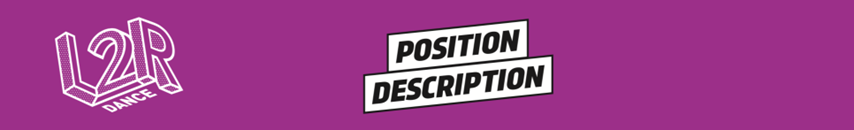 L2R
DANCE
POSITION
DESCRIPTION